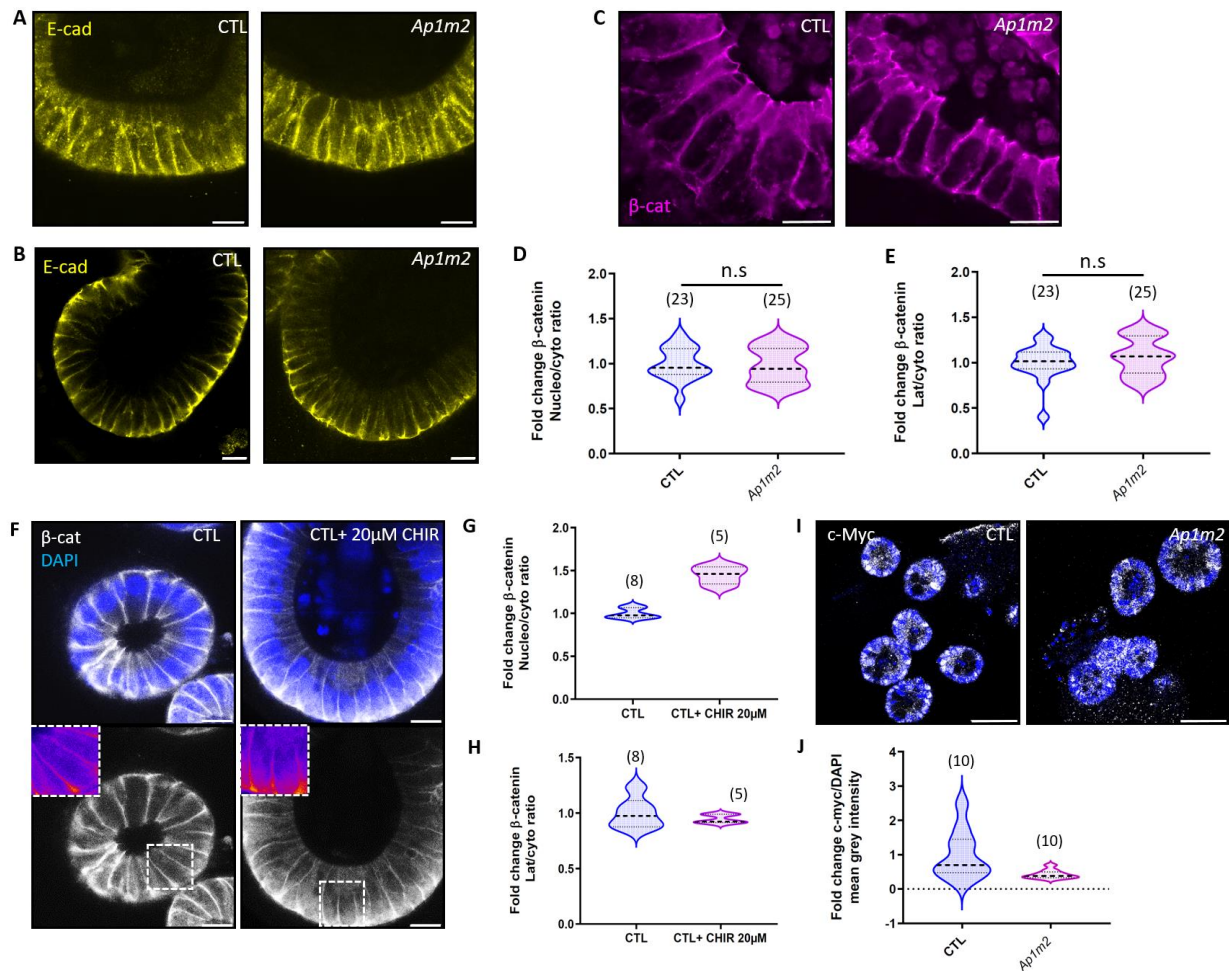 A
E-cad
CTL
Ap1m2
B
E-cad
CTL
Ap1m2
C
CTL
Ap1m2
β-cat
D
n.s
(23)
(25)
2.0
1.5
1.0
0.5
0.0
Fold change β-catenin
Nucleo/cyto ratio
CTL
Ap1m2
E
n.s
(23)
(25)
2.0
1.5
1.0
0.5
0.0
Fold change β-catenin
Lat/cyto ratio
CTL
Ap1m2
F
β-cat
DAPI
CTL
CTL+ 20µM CHIR
G
(8)
(5)
2.0
1.5
1.0
0.5
0.0
Fold change β-catenin
Nucleo/cyto ratio
CTL
CTL+ CHIR 20µM
H
(8)
(5)
1.5
1.0
0.5
0.0
Fold change β-catenin
Lat/cyto ratio
CTL
CTL+ CHIR 20µM
I
c-Myc
CTL
Ap1m2
J
(10)
(10)
4
3
2
1
0
-1
Fold change c-myc/DAPI
mean grey intensity
CTL
Ap1m2